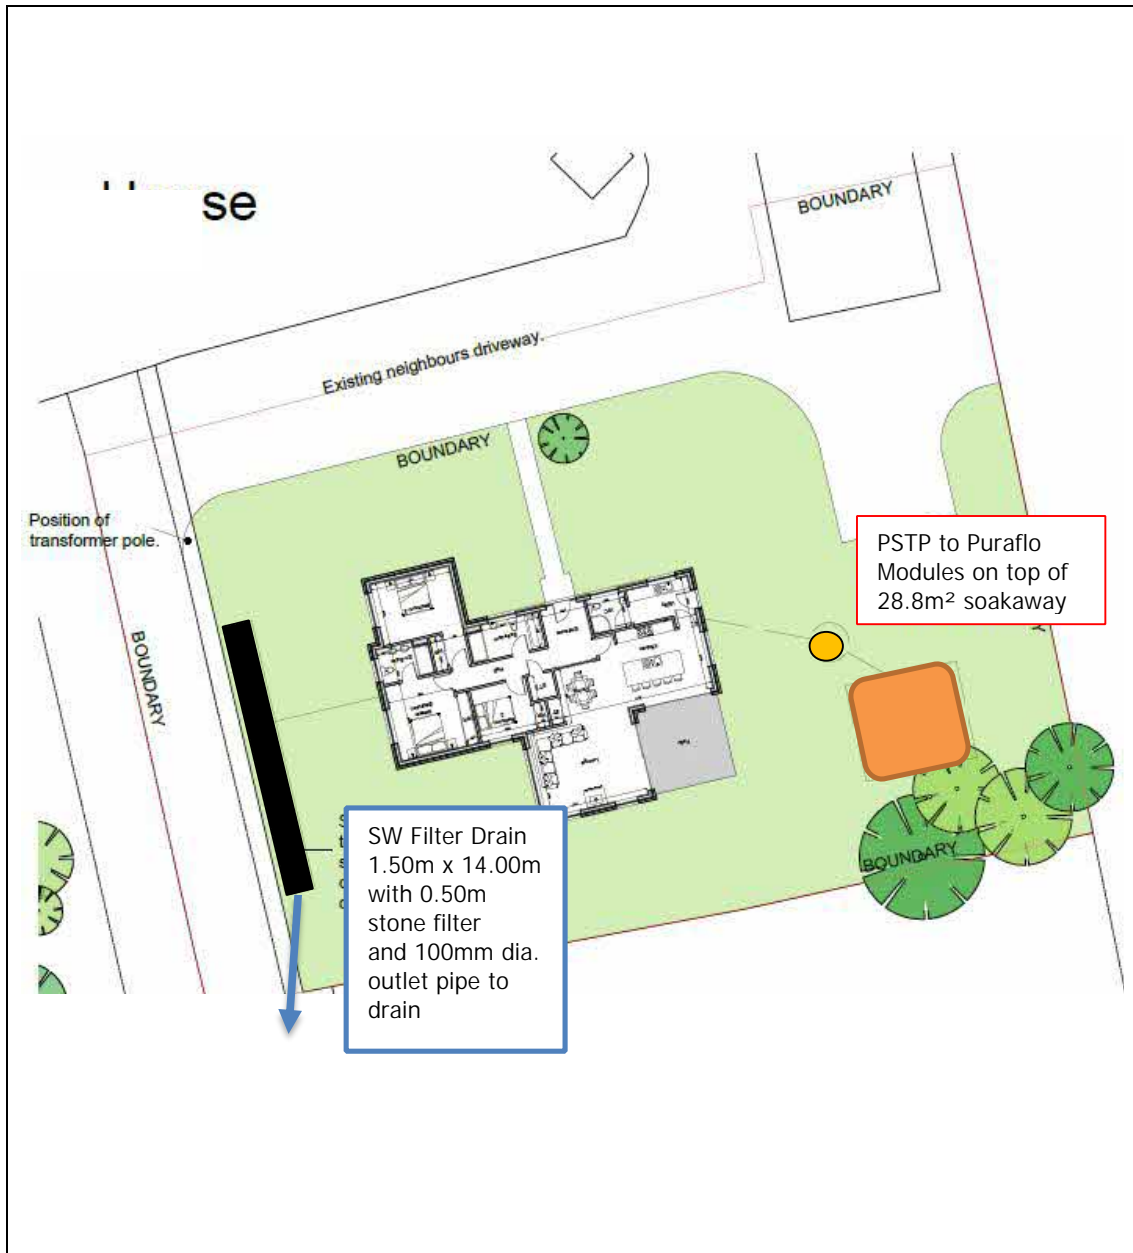 se
BOUNDARY
Existing neighbours driveway.
BOUNDARY
Position of
transformer pole.
PSTP to Puraflo
Modules on top of
28.8m² soakaway
BOUNDARY
SW Filter Drain
1.50m x 14.00m
with 0.50m
stone filter
and 100mm dia.
outlet pipe to
drain
BOUNDARY